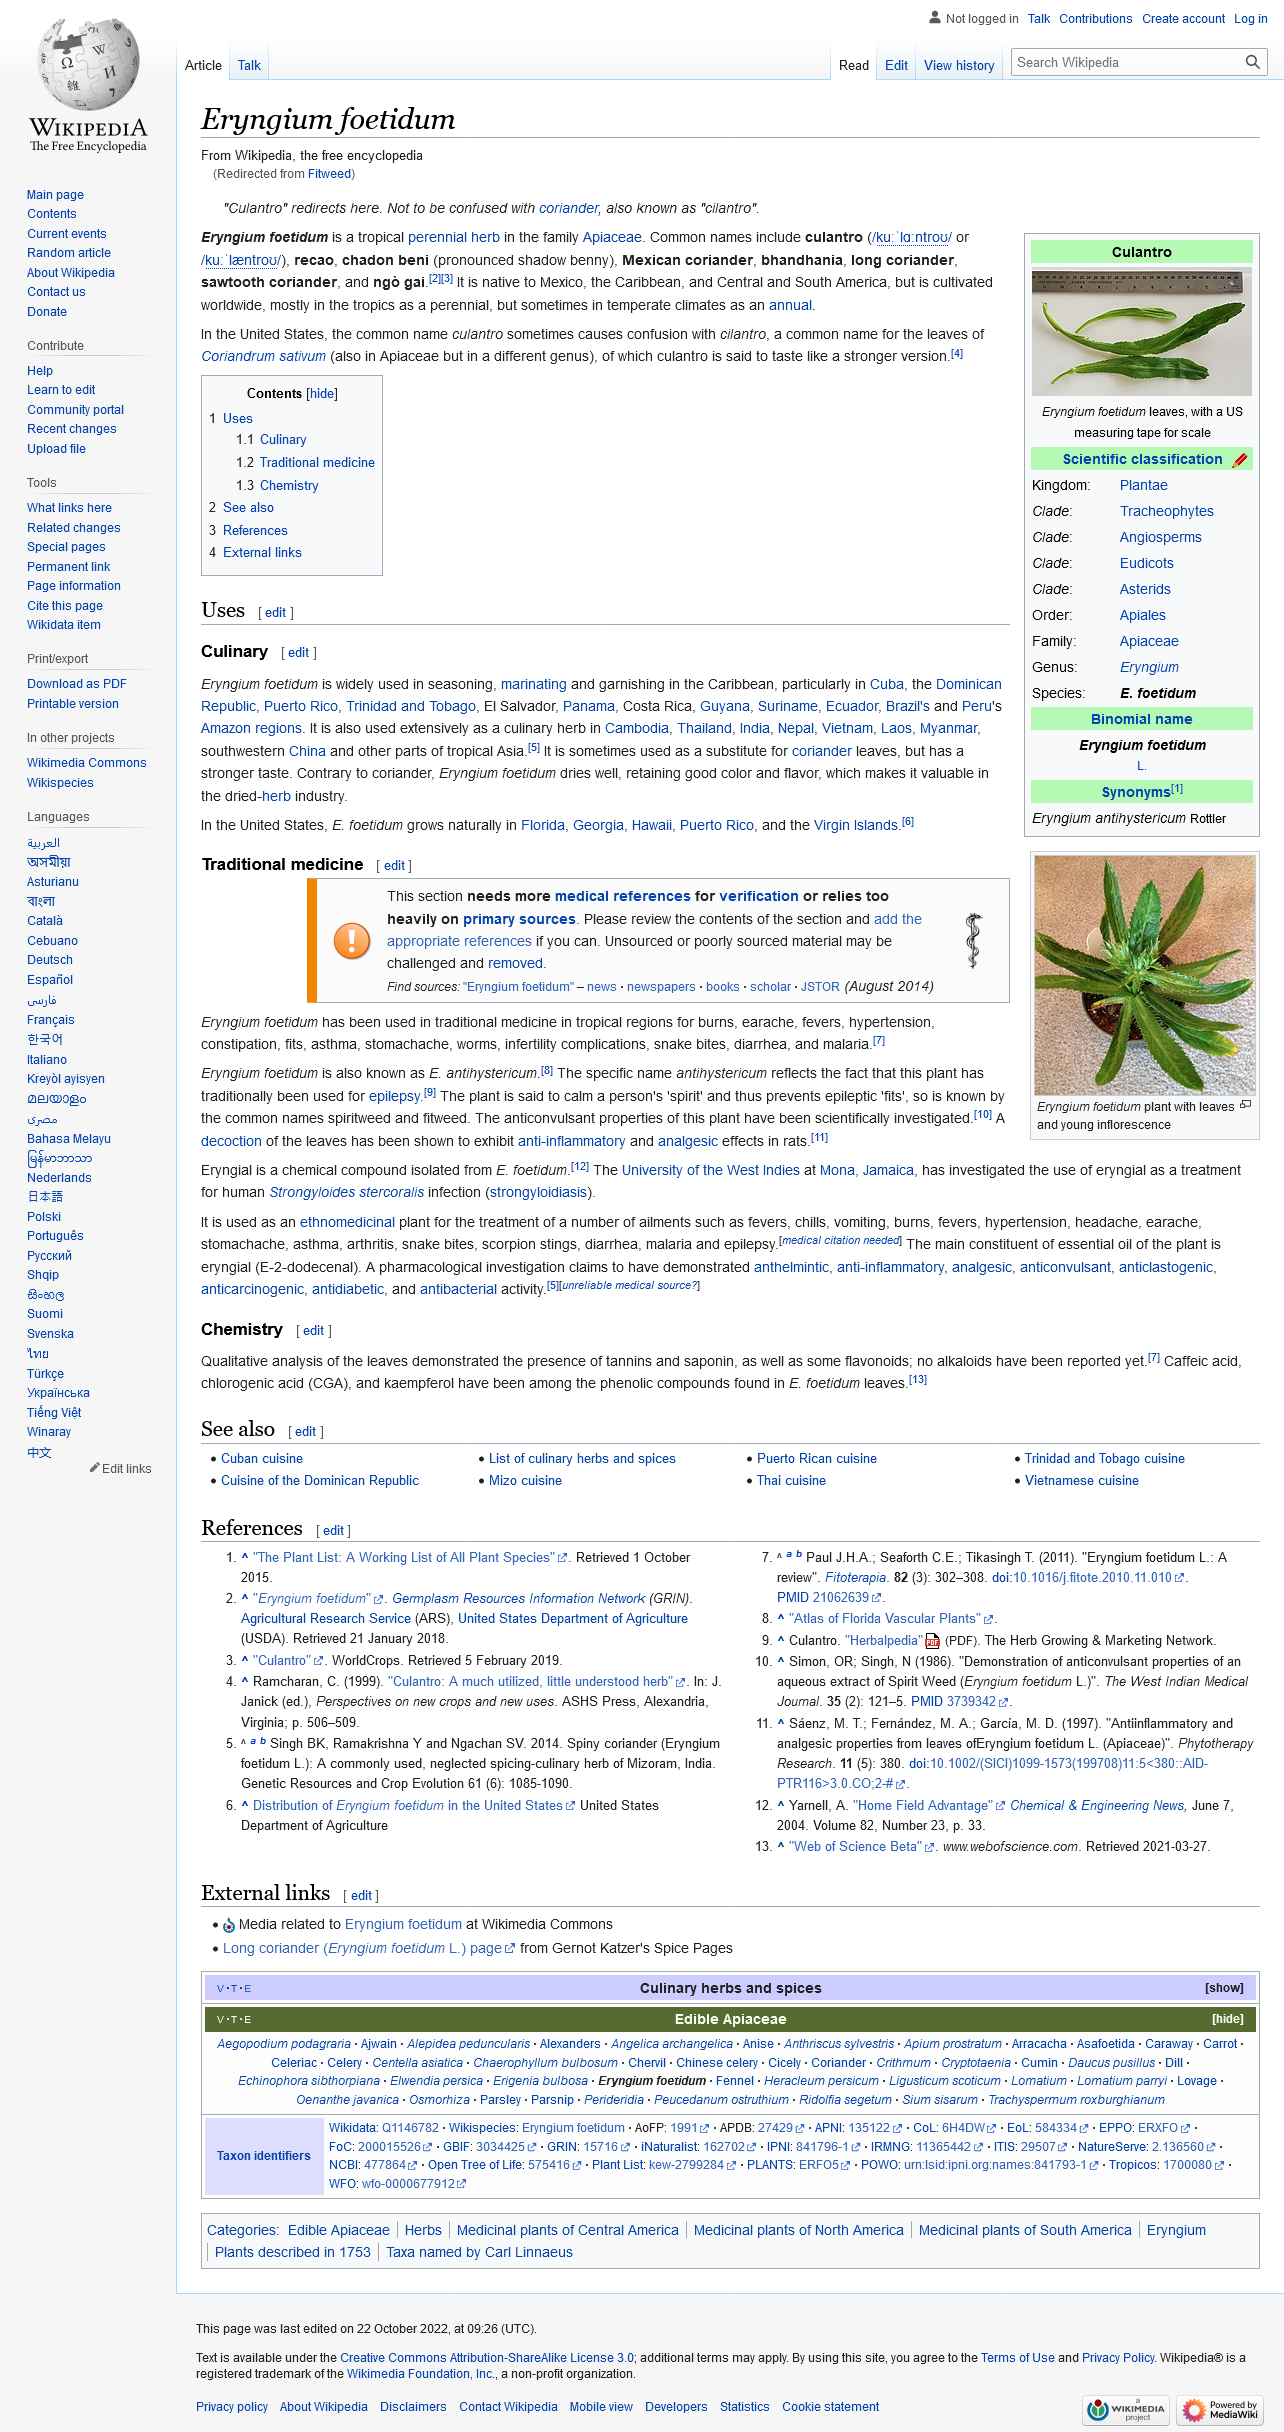 Not logged in Talk Contributions Create account Log in
Article Talk Read Edit View history Search Wikipedia
WIKIPEDIA
The Free Encyclopedia
Main page
Contents
Current events
Random article
About Wikipedia
Contact us
Donate
Contribute
Help
Learn to edit
Community portal
Recent changes
Upload file
Tools
What links here
Related changes
Special pages
Permanent link
Page information
Cite this page
Wikidata item
Print/export
Download as PDF
Printable version
In other projects
Wikimedia Commons
Wikispecies
Languages
العربية
অসমীয়া
Asturianu
বাংলা
Català
Cebuano
Deutsch
Español
فارسی
Français
한국어
Italiano
Kreyòl ayisyen
മലയാളം
مصرى
Bahasa Melayu
မြန်မာဘာသာ
Nederlands
日本語
Polski
Português
Русский
Shqip
සිංහල
Suomi
Svenska
ไทย
Türkçe
Українська
Tiếng Việt
Winaray
中文
Edit links
Eryngium foetidum
From Wikipedia, the free encyclopedia
(Redirected from Fitweed)
"Culantro" redirects here. Not to be confused with coriander, also known as "cilantro".
Eryngium foetidum is a tropical perennial herb in the family Apiaceae. Common names include culantro (/kuːˈlɑːntroʊ/ or
/kuːˈlæntroʊ/), recao, chadon beni (pronounced shadow benny), Mexican coriander, bhandhania, long coriander,
sawtooth coriander, and ngò gai.[2][3] It is native to Mexico, the Caribbean, and Central and South America, but is cultivated
worldwide, mostly in the tropics as a perennial, but sometimes in temperate climates as an annual.
In the United States, the common name culantro sometimes causes confusion with cilantro, a common name for the leaves of
Coriandrum sativum (also in Apiaceae but in a different genus), of which culantro is said to taste like a stronger version.[4]
Contents [hide]
1 Uses
1.1 Culinary
1.2 Traditional medicine
1.3 Chemistry
2 See also
3 References
4 External links
Culantro
Eryngium foetidum leaves, with a US
measuring tape for scale
Scientific classification
Kingdom: Plantae
Clade: Tracheophytes
Clade: Angiosperms
Clade: Eudicots
Clade: Asterids
Order: Apiales
Family: Apiaceae
Genus: Eryngium
Species: E. foetidum
Binomial name
Eryngium foetidum
L.
Synonyms[1]
Eryngium antihystericum Rottler
Eryngium foetidum plant with leaves
and young inflorescence
Uses [ edit ]
Culinary [ edit ]
Eryngium foetidum is widely used in seasoning, marinating and garnishing in the Caribbean, particularly in Cuba, the Dominican
Republic, Puerto Rico, Trinidad and Tobago, El Salvador, Panama, Costa Rica, Guyana, Suriname, Ecuador, Brazil's and Peru's
Amazon regions. It is also used extensively as a culinary herb in Cambodia, Thailand, India, Nepal, Vietnam, Laos, Myanmar,
southwestern China and other parts of tropical Asia.[5] It is sometimes used as a substitute for coriander leaves, but has a
stronger taste. Contrary to coriander, Eryngium foetidum dries well, retaining good color and flavor, which makes it valuable in
the dried-herb industry.
In the United States, E. foetidum grows naturally in Florida, Georgia, Hawaii, Puerto Rico, and the Virgin Islands.[6]
Traditional medicine [ edit ]
This section needs more medical references for verification or relies too
heavily on primary sources. Please review the contents of the section and add the
appropriate references if you can. Unsourced or poorly sourced material may be
challenged and removed.
Find sources: "Eryngium foetidum" – news · newspapers · books · scholar · JSTOR (August 2014)
Eryngium foetidum has been used in traditional medicine in tropical regions for burns, earache, fevers, hypertension,
constipation, fits, asthma, stomachache, worms, infertility complications, snake bites, diarrhea, and malaria.[7]
Eryngium foetidum is also known as E. antihystericum.[8] The specific name antihystericum reflects the fact that this plant has
traditionally been used for epilepsy.[9] The plant is said to calm a person's 'spirit' and thus prevents epileptic 'fits', so is known by
the common names spiritweed and fitweed. The anticonvulsant properties of this plant have been scientifically investigated.[10] A
decoction of the leaves has been shown to exhibit anti-inflammatory and analgesic effects in rats.[11]
Eryngial is a chemical compound isolated from E. foetidum.[12] The University of the West Indies at Mona, Jamaica, has investigated the use of eryngial as a treatment
for human Strongyloides stercoralis infection (strongyloidiasis).
It is used as an ethnomedicinal plant for the treatment of a number of ailments such as fevers, chills, vomiting, burns, fevers, hypertension, headache, earache,
stomachache, asthma, arthritis, snake bites, scorpion stings, diarrhea, malaria and epilepsy.[medical citation needed] The main constituent of essential oil of the plant is
eryngial (E-2-dodecenal). A pharmacological investigation claims to have demonstrated anthelmintic, anti-inflammatory, analgesic, anticonvulsant, anticlastogenic,
anticarcinogenic, antidiabetic, and antibacterial activity.[5][unreliable medical source?]
Chemistry [ edit ]
Qualitative analysis of the leaves demonstrated the presence of tannins and saponin, as well as some flavonoids; no alkaloids have been reported yet.[7] Caffeic acid,
chlorogenic acid (CGA), and kaempferol have been among the phenolic compounds found in E. foetidum leaves.[13]
See also [ edit ]
• Cuban cuisine
• Cuisine of the Dominican Republic
• List of culinary herbs and spices
• Mizo cuisine
• Puerto Rican cuisine
• Thai cuisine
• Trinidad and Tobago cuisine
• Vietnamese cuisine
References [ edit ]
1. ^ "The Plant List: A Working List of All Plant Species". Retrieved 1 October
2015.
2. ^ "Eryngium foetidum". Germplasm Resources Information Network (GRIN).
Agricultural Research Service (ARS), United States Department of Agriculture
(USDA). Retrieved 21 January 2018.
3. ^ "Culantro". WorldCrops. Retrieved 5 February 2019.
4. ^ Ramcharan, C. (1999). "Culantro: A much utilized, little understood herb". In: J.
Janick (ed.), Perspectives on new crops and new uses. ASHS Press, Alexandria,
Virginia; p. 506–509.
5. ^ a b Singh BK, Ramakrishna Y and Ngachan SV. 2014. Spiny coriander (Eryngium
foetidum L.): A commonly used, neglected spicing-culinary herb of Mizoram, India.
Genetic Resources and Crop Evolution 61 (6): 1085-1090.
6. ^ Distribution of Eryngium foetidum in the United States United States
Department of Agriculture
7. ^ a b Paul J.H.A.; Seaforth C.E.; Tikasingh T. (2011). "Eryngium foetidum L.: A
review". Fitoterapia. 82 (3): 302–308. doi:10.1016/j.fitote.2010.11.010.
PMID 21062639.
8. ^ "Atlas of Florida Vascular Plants".
9. ^ Culantro. "Herbalpedia" (PDF). The Herb Growing & Marketing Network.
10. ^ Simon, OR; Singh, N (1986). "Demonstration of anticonvulsant properties of an
aqueous extract of Spirit Weed (Eryngium foetidum L.)". The West Indian Medical
Journal. 35 (2): 121–5. PMID 3739342.
11. ^ Sáenz, M. T.; Fernández, M. A.; García, M. D. (1997). "Antiinflammatory and
analgesic properties from leaves ofEryngium foetidum L. (Apiaceae)". Phytotherapy
Research. 11 (5): 380. doi:10.1002/(SICI)1099-1573(199708)11:5<380::AID-
PTR116>3.0.CO;2-#.
12. ^ Yarnell, A. "Home Field Advantage" Chemical & Engineering News, June 7,
2004. Volume 82, Number 23, p. 33.
13. ^ "Web of Science Beta". www.webofscience.com. Retrieved 2021-03-27.
External links [ edit ]
• Media related to Eryngium foetidum at Wikimedia Commons
• Long coriander (Eryngium foetidum L.) page from Gernot Katzer's Spice Pages
V · T · E Culinary herbs and spices [show]
V · T · E Edible Apiaceae [hide]
Aegopodium podagraria · Ajwain · Alepidea peduncularis · Alexanders · Angelica archangelica · Anise · Anthriscus sylvestris · Apium prostratum · Arracacha · Asafoetida · Caraway · Carrot ·
Celeriac · Celery · Centella asiatica · Chaerophyllum bulbosum · Chervil · Chinese celery · Cicely · Coriander · Crithmum · Cryptotaenia · Cumin · Daucus pusillus · Dill ·
Echinophora sibthorpiana · Elwendia persica · Erigenia bulbosa · Eryngium foetidum · Fennel · Heracleum persicum · Ligusticum scoticum · Lomatium · Lomatium parryi · Lovage ·
Oenanthe javanica · Osmorhiza · Parsley · Parsnip · Perideridia · Peucedanum ostruthium · Ridolfia segetum · Sium sisarum · Trachyspermum roxburghianum
Taxon identifiers
Wikidata: Q1146782 · Wikispecies: Eryngium foetidum · AoFP: 1991 · APDB: 27429 · APNI: 135122 · CoL: 6H4DW · EoL: 584334 · EPPO: ERXFO ·
FoC: 200015526 · GBIF: 3034425 · GRIN: 15716 · iNaturalist: 162702 · IPNI: 841796-1 · IRMNG: 11365442 · ITIS: 29507 · NatureServe: 2.136560 ·
NCBI: 477864 · Open Tree of Life: 575416 · Plant List: kew-2799284 · PLANTS: ERFO5 · POWO: urn:lsid:ipni.org:names:841793-1 · Tropicos: 1700080 ·
WFO: wfo-0000677912
Categories: Edible Apiaceae | Herbs | Medicinal plants of Central America | Medicinal plants of North America | Medicinal plants of South America | Eryngium
| Plants described in 1753 | Taxa named by Carl Linnaeus
This page was last edited on 22 October 2022, at 09:26 (UTC).
Text is available under the Creative Commons Attribution-ShareAlike License 3.0; additional terms may apply. By using this site, you agree to the Terms of Use and Privacy Policy. Wikipedia® is a
registered trademark of the Wikimedia Foundation, Inc., a non-profit organization.
Privacy policy About Wikipedia Disclaimers Contact Wikipedia Mobile view Developers Statistics Cookie statement
a WIKIMEDIA project
Powered by MediaWiki